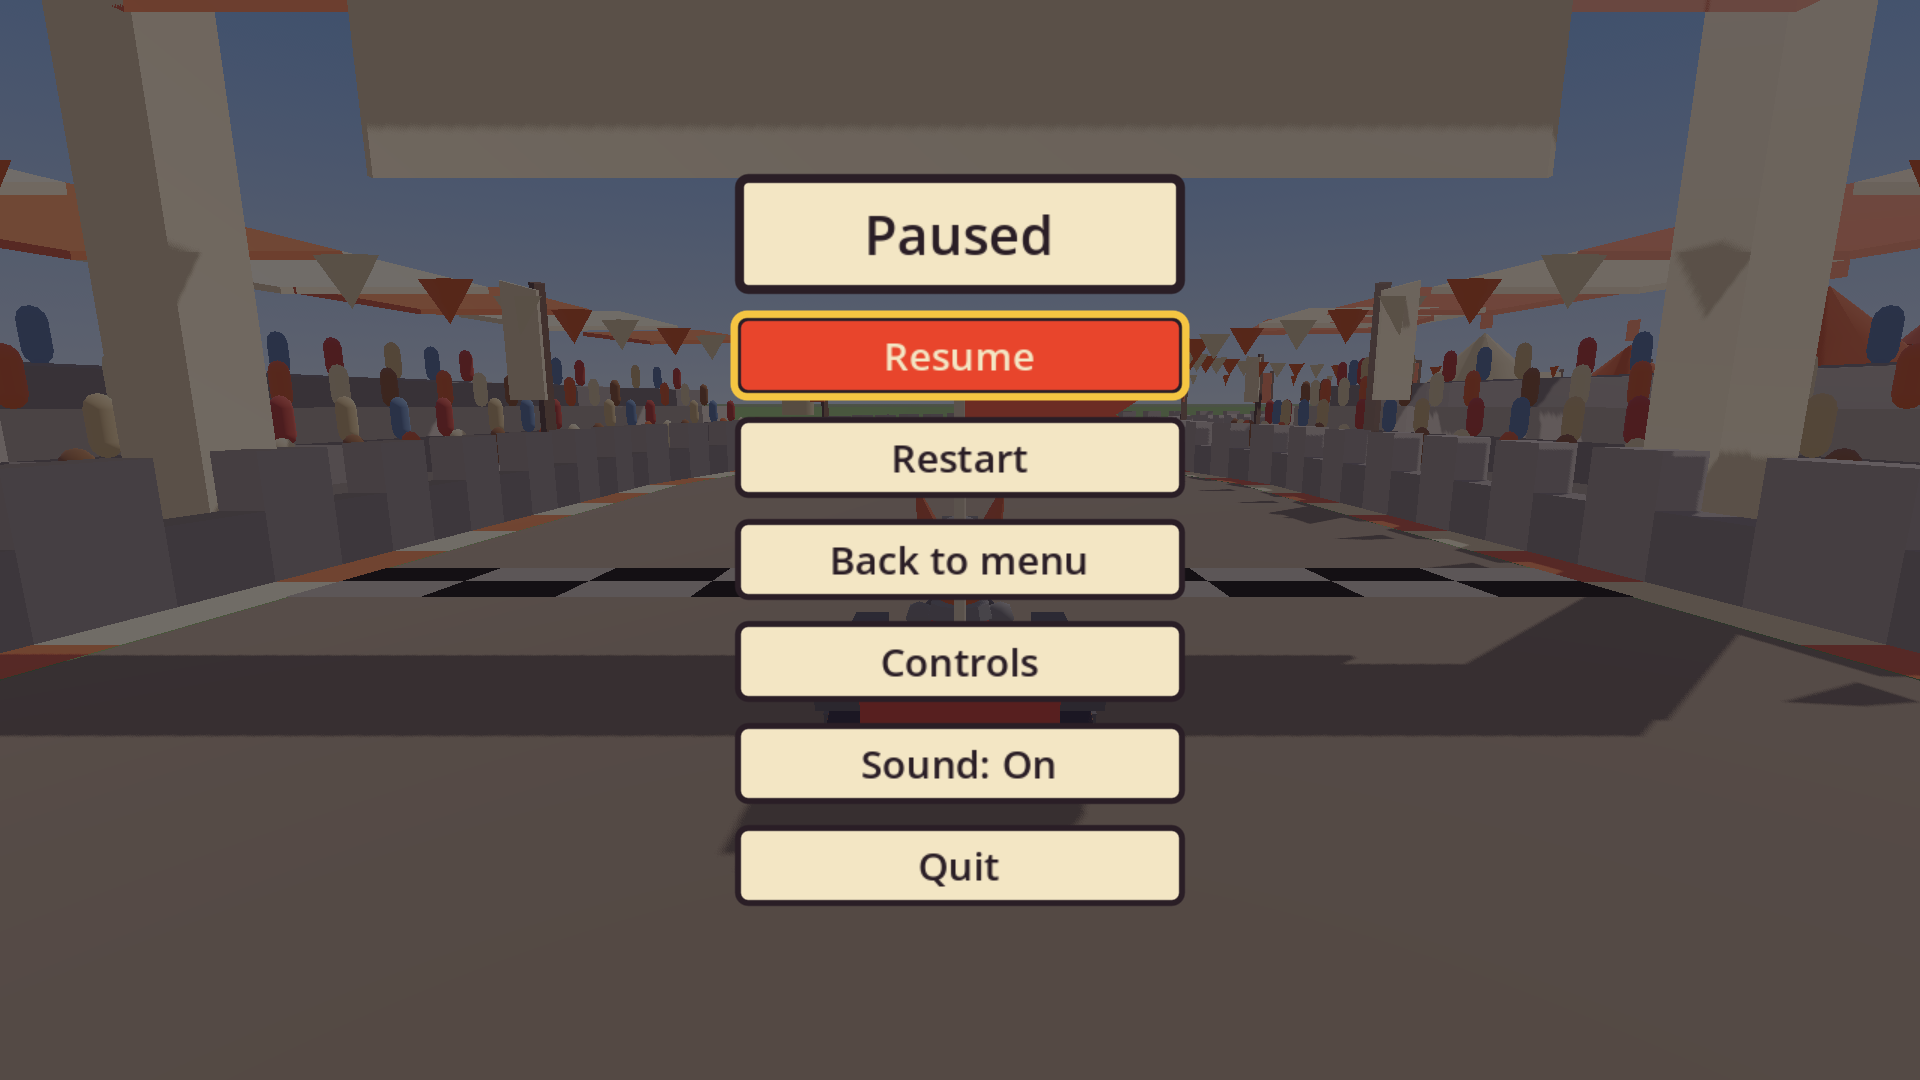 Paused
Resume
Restart
Back to menu
Controls
Sound: On
Quit